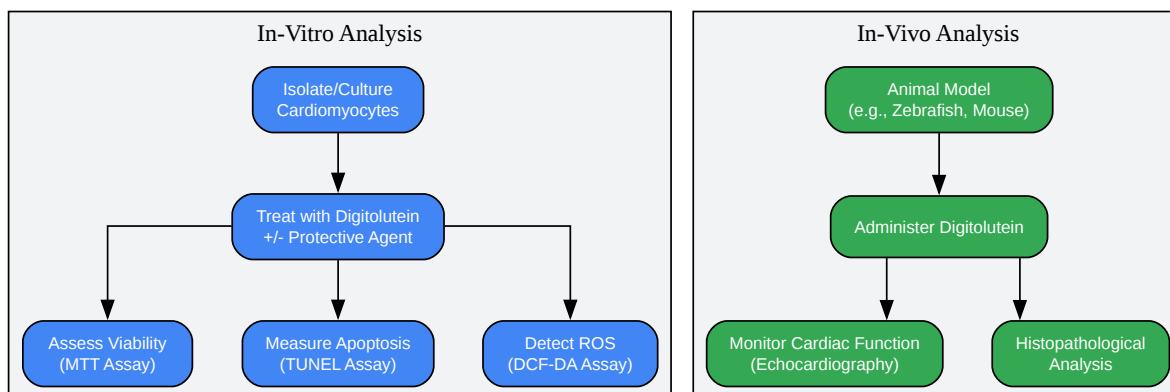 In-Vitro Analysis
Isolate/Culture
Cardiomyocytes
Treat with Digitolutein
+/- Protective Agent
Assess Viability
(MTT Assay)
Measure Apoptosis
(TUNEL Assay)
Detect ROS
(DCF-DA Assay)
In-Vivo Analysis
Animal Model
(e.g., Zebrafish, Mouse)
Administer Digitolutein
Monitor Cardiac Function
(Echocardiography)
Histopathological
Analysis